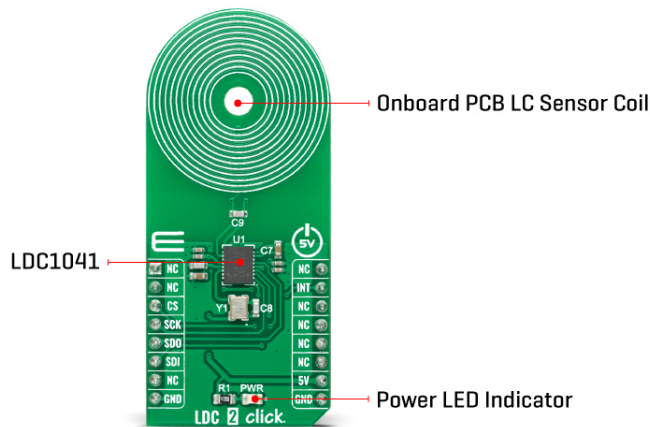 Onboard PCB LC Sensor Coil
C9
U1
C7
5V
LDC1041
NC
NC
CS
SCK
SDO
SDI
NC
GND
NC
INT
NC
NC
NC
NC
5V
GND
Y1
C8
R1
PWR
Power LED Indicator
LDC 2 click.